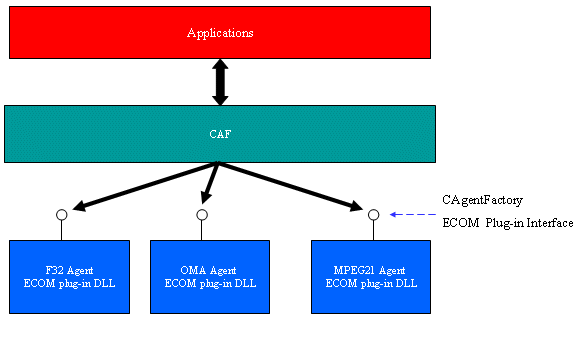 Applications
CAF
CAgentFactory
ECOM Plug-in Interface
F32 Agent
ECOM plug-in DLL
OMA Agent
ECOM plug-in DLL
MPEG21 Agent
ECOM plug-in DLL